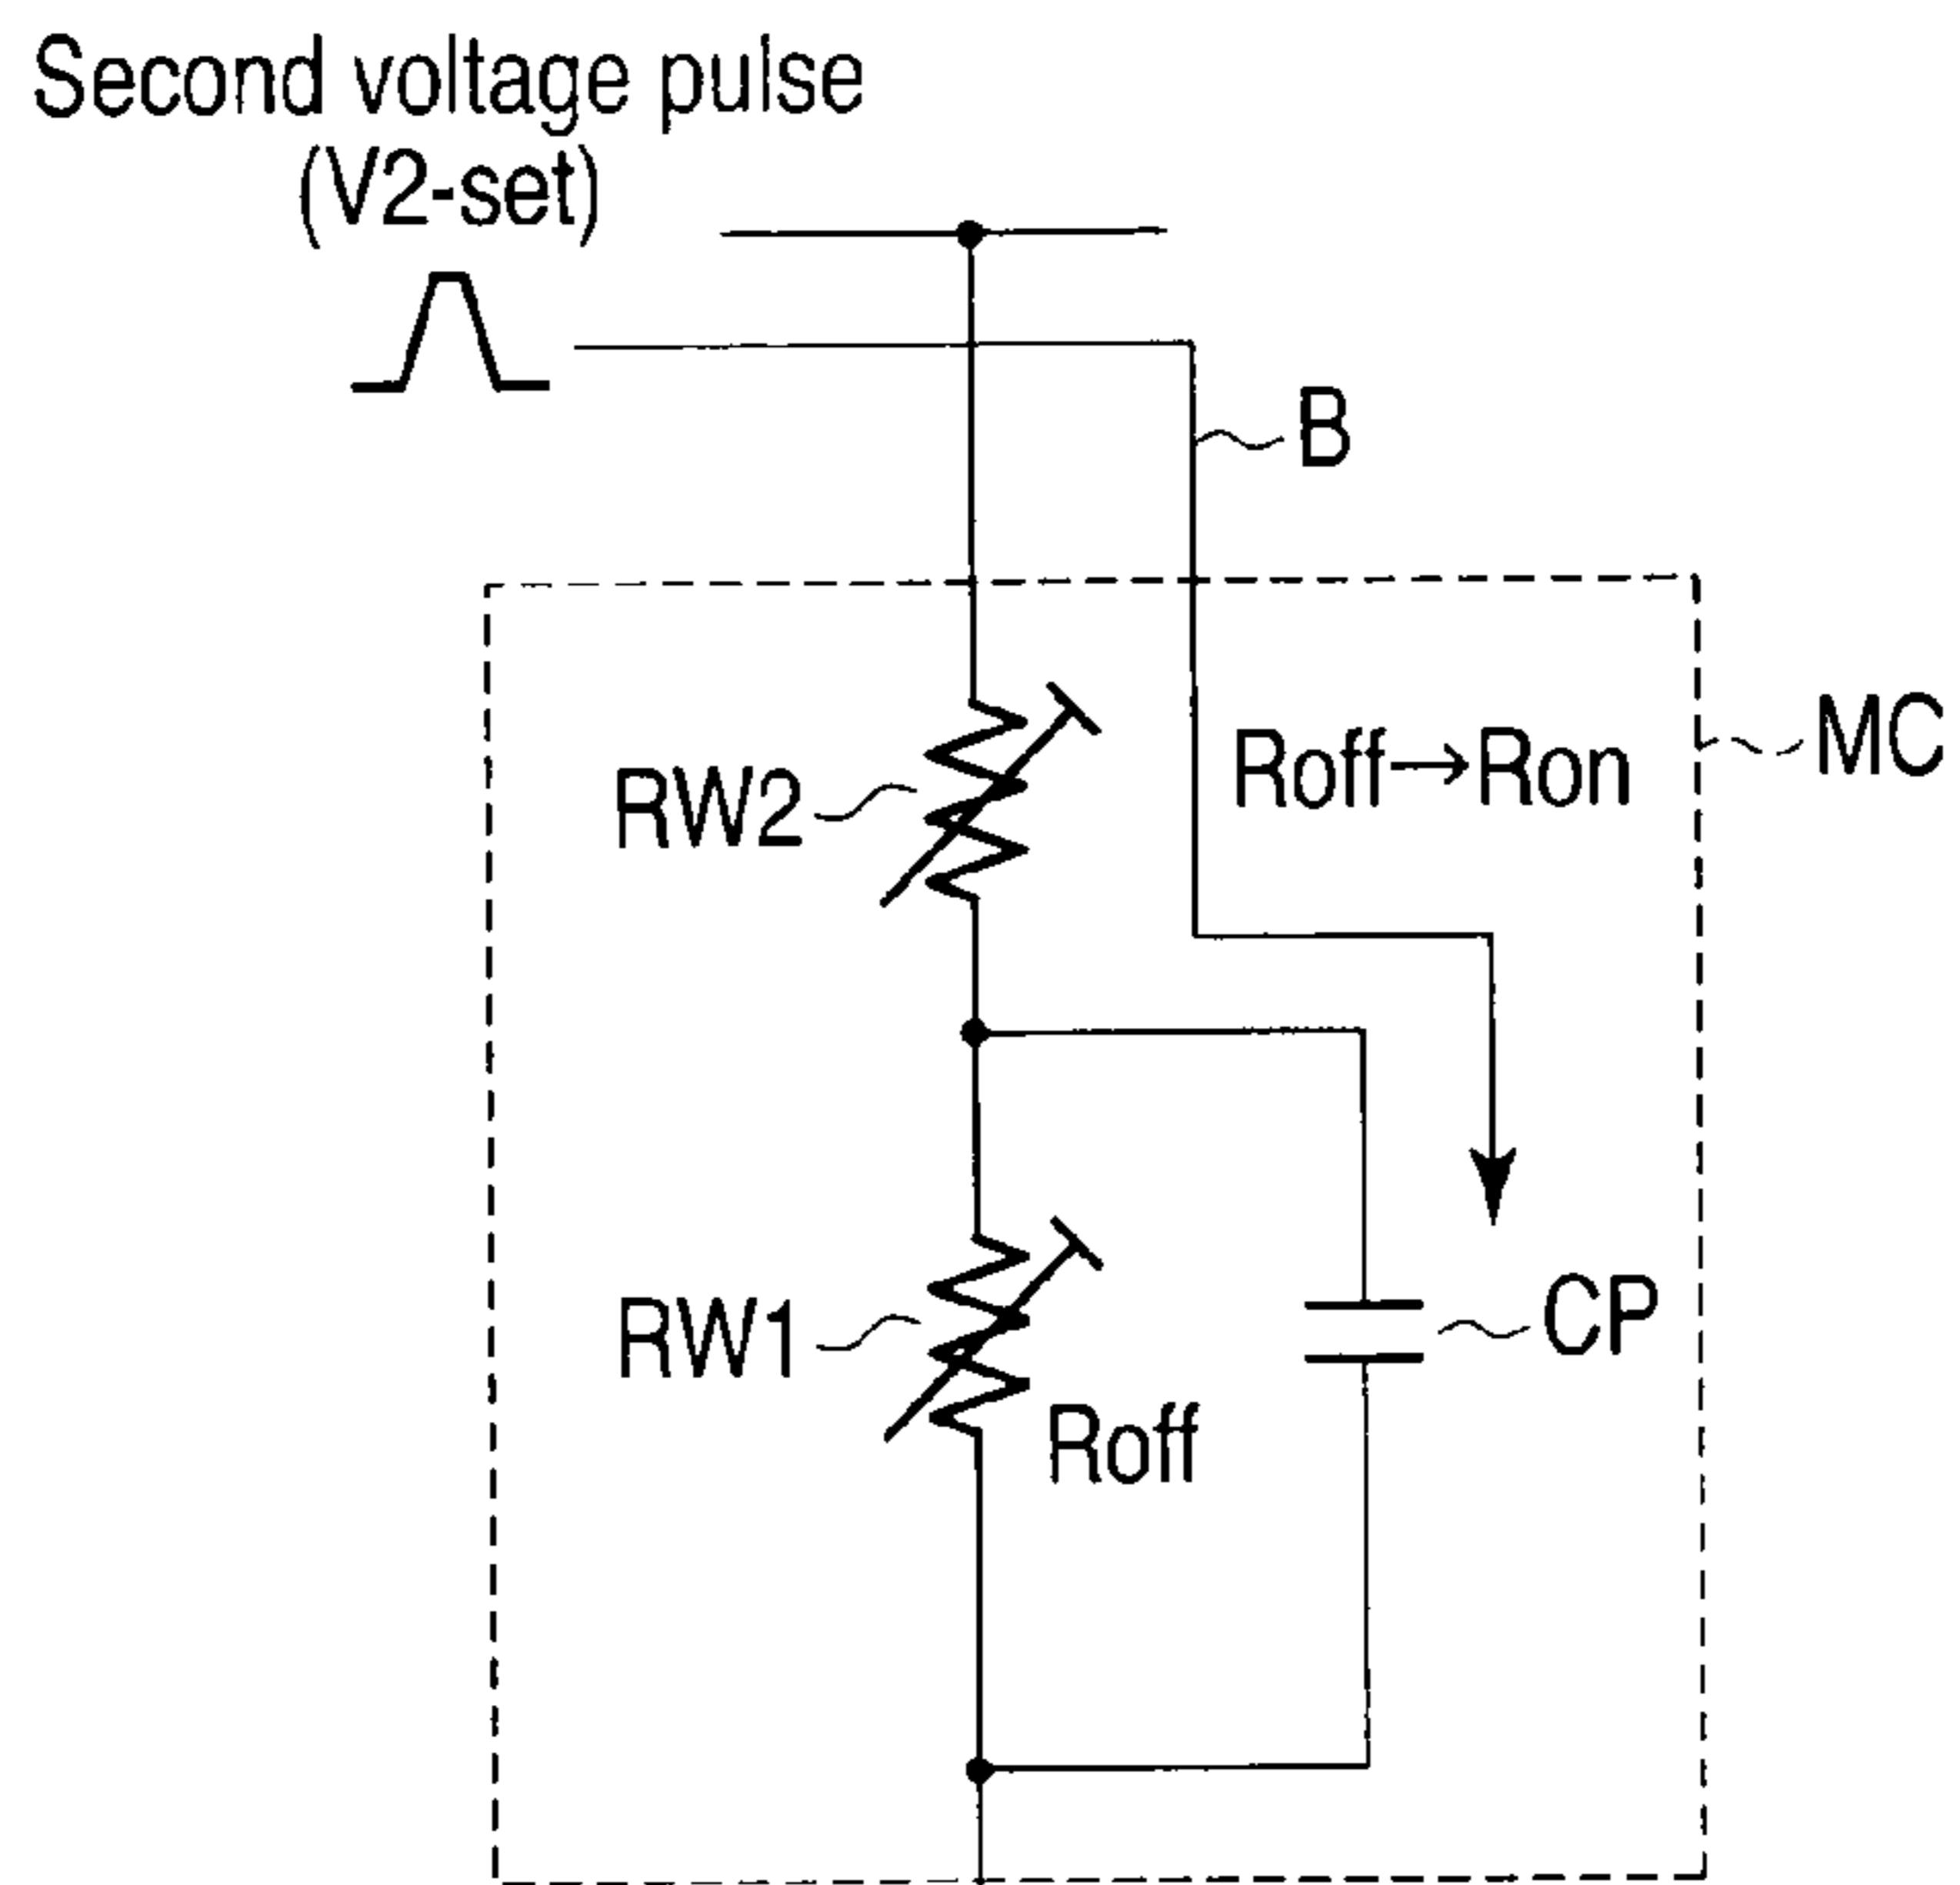 Second voltage pulse
(V2-set)
B
MC
Roff→Ron
RW2
CP
RW1
Roff